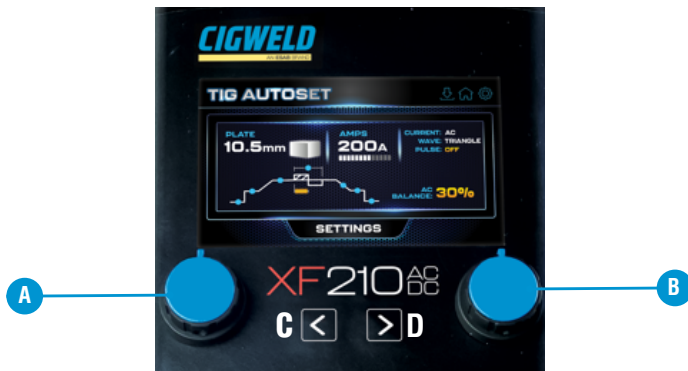 CIGWELD
AN ESAB BRAND
TIG AUTOSET
PLATE
10.5mm
AMPS
200A
CURRENT: AC
WAVE: TRIANGLE
PULSE: OFF
AC
BALANCE: 30%
SETTINGS
A
B
XF210 AC
DC
C < > D